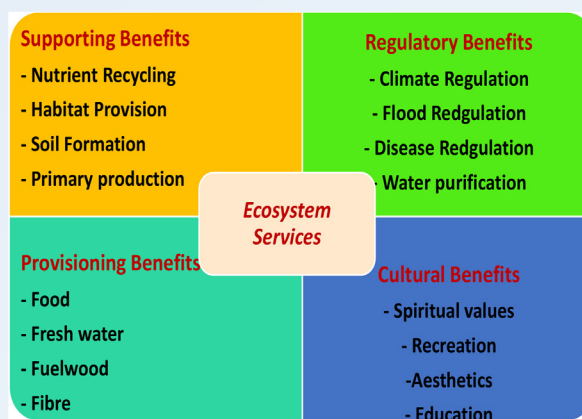 Supporting Benefits
- Nutrient Recycling
- Habitat Provision
- Soil Formation
- Primary production
Regulatory Benefits
- Climate Regulation
- Flood Redgulation
- Disease Redgulation
- Water purification
Ecosystem
Services
Provisioning Benefits
- Food
- Fresh water
- Fuelwood
- Fibre
Cultural Benefits
- Spiritual values
- Recreation
-Aesthetics
- Education